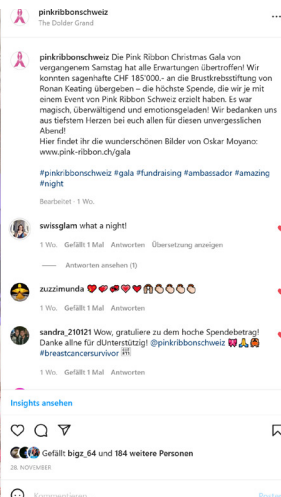 pinkribbonschweiz
The Dolder Grand
pinkribbonschweiz Die Pink Ribbon Christmas Gala von
vergangenem Samstag hat alle Erwartungen übertroffen! Wir
konnten sagenhafte CHF 185'000.- an die Brustkrebsstiftung von
Ronan Keating übergeben – die höchste Spende, die wir je mit
einem Event von Pink Ribbon Schweiz erzielt haben. Es war
magisch, überwältigend und emotionsgeladen! Wir bedanken uns
aus tiefstem Herzen bei euch allen für diesen unvergesslichen
Abend!
Hier findet ihr die wunderschönen Bilder von Oskar Moyano:
www.pink-ribbon.ch/gala
#pinkribbonschweiz #gala #fundraising #ambassador #amazing
#night
Bearbeitet · 1 Wo.
swissglam what a night!
1 Wo. Gefällt 1 Mal Antworten Übersetzung anzeigen
Antworten ansehen (1)
zuzzimunda
1 Wo. Gefällt 1 Mal Antworten
sandra_210121 Wow, gratuliere zu dem hoche Spendebetrag!
Danke allne für dUnterstützig! @pinkribbonschweiz
#breastcancersurvivor
1 Wo. Gefällt 1 Mal Antworten
Insights ansehen
Gefällt bigz_64 und 184 weitere Personen
28. NOVEMBER
Kommentieren ...
Posten